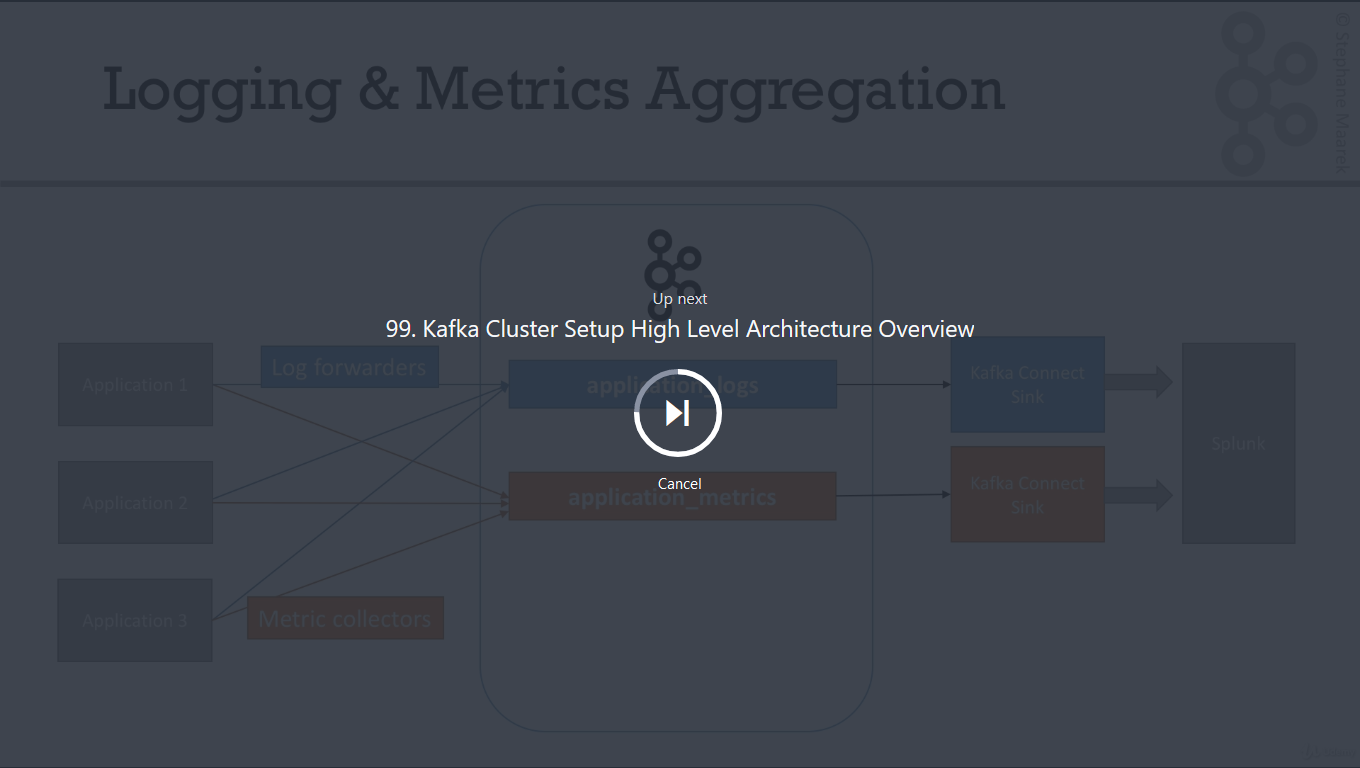 Logging & Metrics Aggregation
© Stephane Maarek
Up next
99. Kafka Cluster Setup High Level Architecture Overview
Cancel
Application 1
Application 2
Application 3
Log forwarders
Metric collectors
application_logs
application_metrics
Kafka Connect
Sink
Kafka Connect
Sink
Splunk